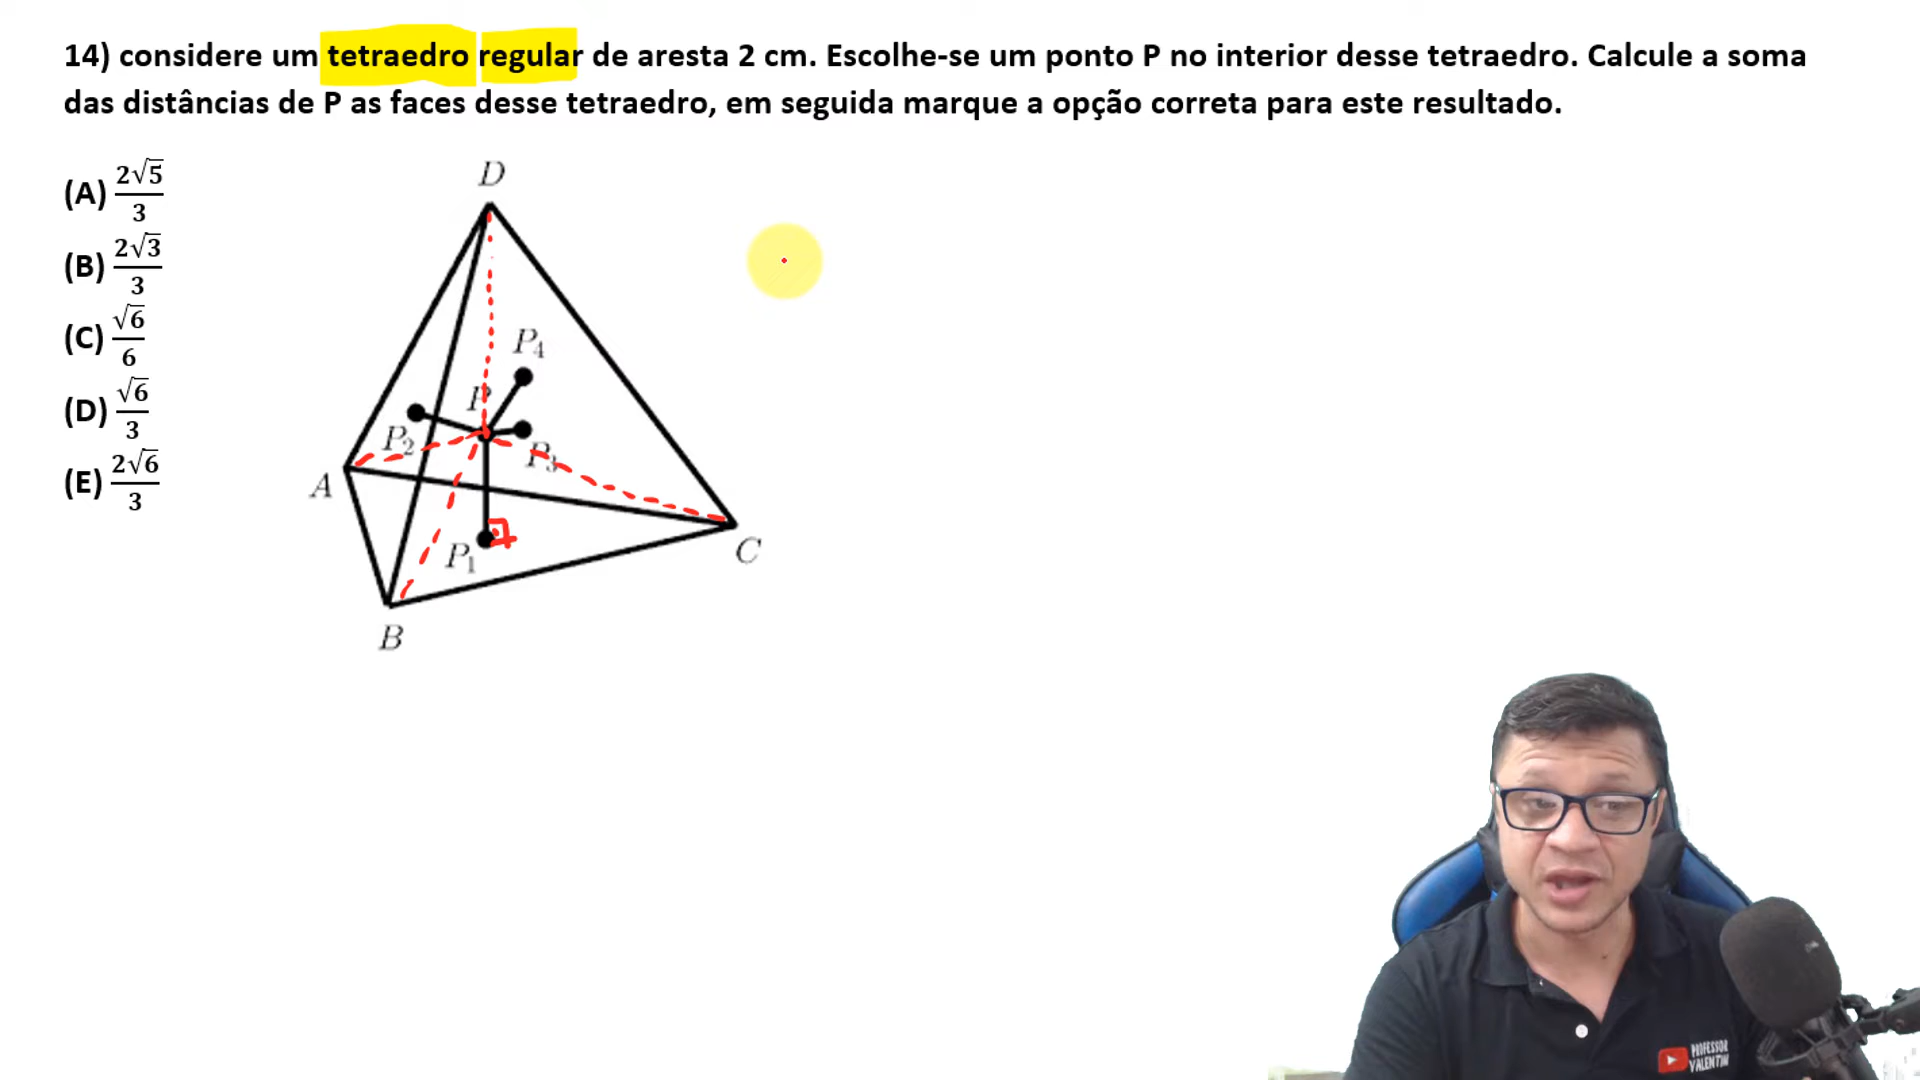 14) considere um tetraedro regular de aresta 2 cm. Escolhe-se um ponto P no interior desse tetraedro. Calcule a soma
das distâncias de P as faces desse tetraedro, em seguida marque a opção correta para este resultado.
(A) 2√5/3
(B) 2√3/3
(C) √6/6
(D) √6/3
(E) 2√6/3
D
P₄
P
P₂
P₃
A
P₁
C
B
PROFESSOR
VALENTIM